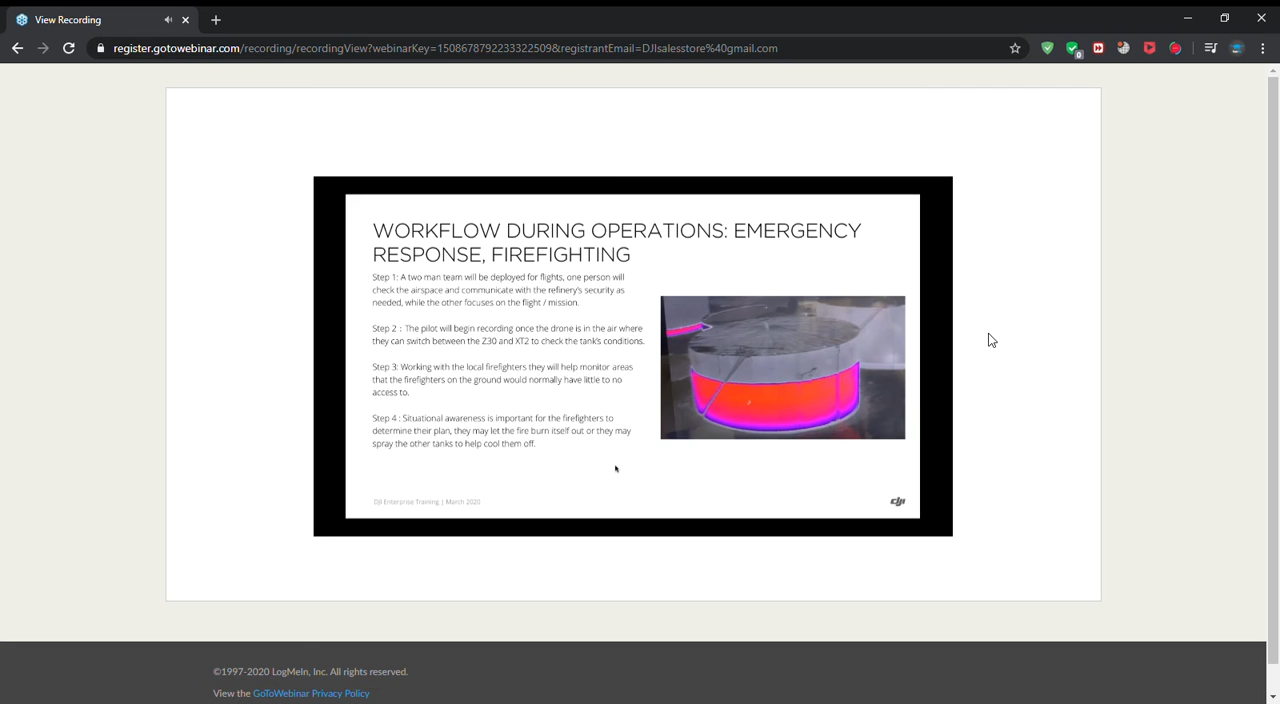 View Recording
register.gotowebinar.com/recording/recordingView?webinarKey=1508678792233322509&registrantEmail=DJIsalesstore%40gmail.com
0
WORKFLOW DURING OPERATIONS: EMERGENCY
RESPONSE, FIREFIGHTING
Step 1: A two man team will be deployed for flights, one person will
check the airspace and communicate with the refinery's security as
needed, while the other focuses on the flight / mission.
Step 2 : The pilot will begin recording once the drone is in the air where
they can switch between the Z30 and XT2 to check the tank's conditions.
Step 3: Working with the local firefighters they will help monitor areas
that the firefighters on the ground would normally have little to no
access to.
Step 4 : Situational awareness is important for the firefighters to
determine their plan, they may let the fire burn itself out or they may
spray the other tanks to help cool them off.
DJI Enterprise Training | March 2020
dji
©1997-2020 LogMeIn, Inc. All rights reserved.
View the GoToWebinar Privacy Policy